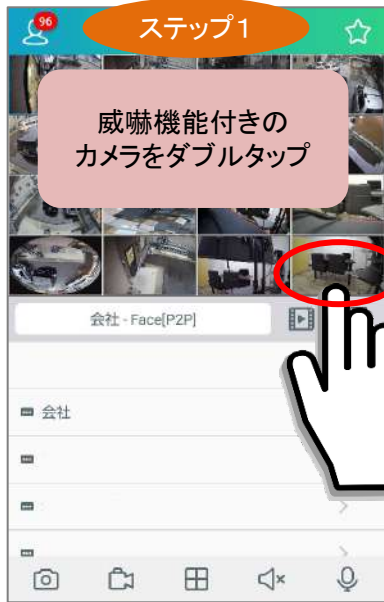 96
ステップ1
威嚇機能付きの
カメラをダブルタップ
会社 - Face[P2P]
会社